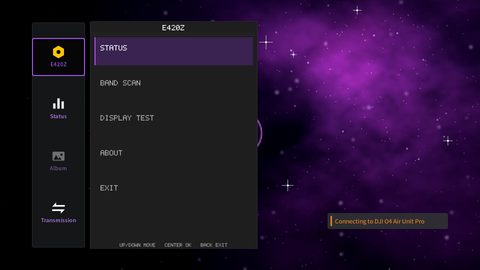 E420Z
E420Z
STATUS
BAND SCAN
Status
DISPLAY TEST
ABOUT
Album
EXIT
Transmission
Connecting to DJI O4 Air Unit Pro
UP/DOWN MOVE CENTER OK BACK EXIT